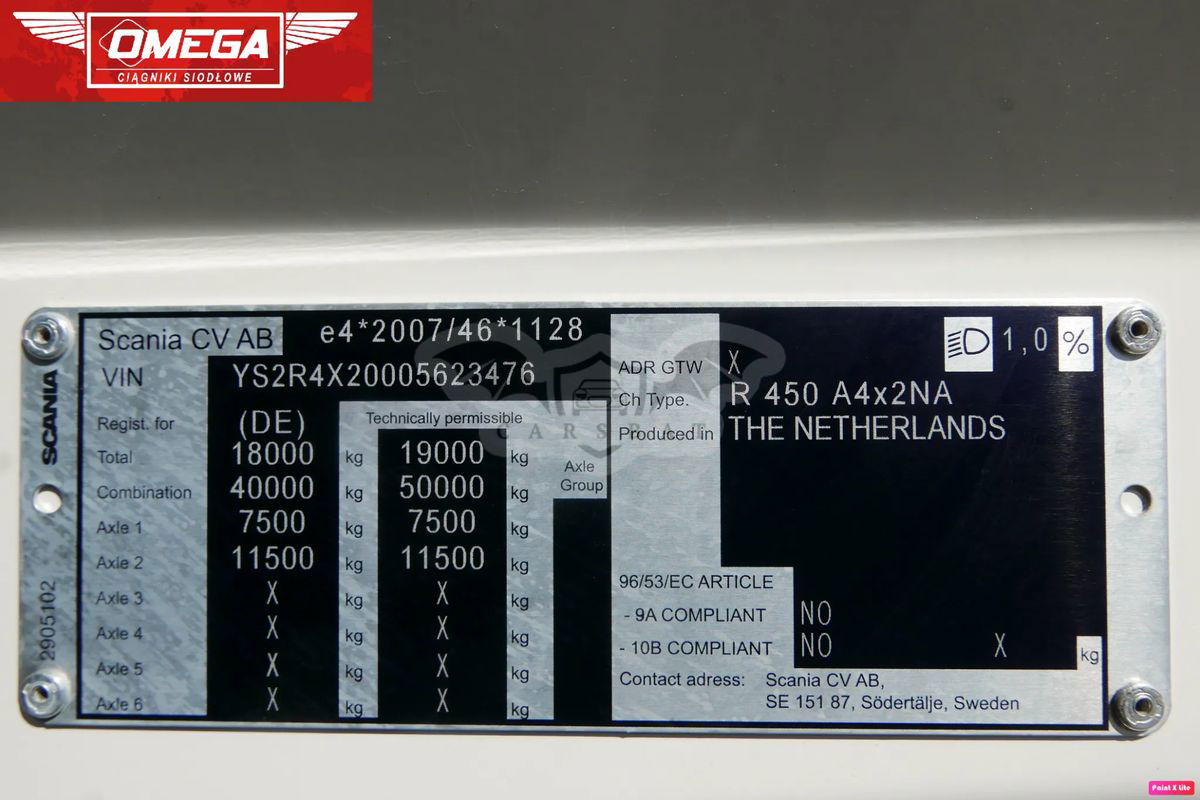 OMEGA
CIĄGNIKI SIODŁOWE
Scania CV AB e4*2007/46*1128
VIN YS2R4X20005623476
Regist. for (DE) Technically permissible
Total 18000 kg 19000 kg
Combination 40000 kg 50000 kg
Axle 1 7500 kg 7500 kg
Axle 2 11500 kg 11500 kg
Axle 3 X kg X kg
Axle 4 X kg X kg
Axle 5 X X kg
Axle 6 X kg X kg
Axle
Group
1,0 %
ADR GTW X
Ch Type. R 450 A4x2NA
Produced in THE NETHERLANDS
96/53/EC ARTICLE
- 9A COMPLIANT NO
- 10B COMPLIANT NO X kg
Contact adress: Scania CV AB,
SE 151 87, Södertälje, Sweden
SCANIA
2905102
CARSBAT
Paint X Lite